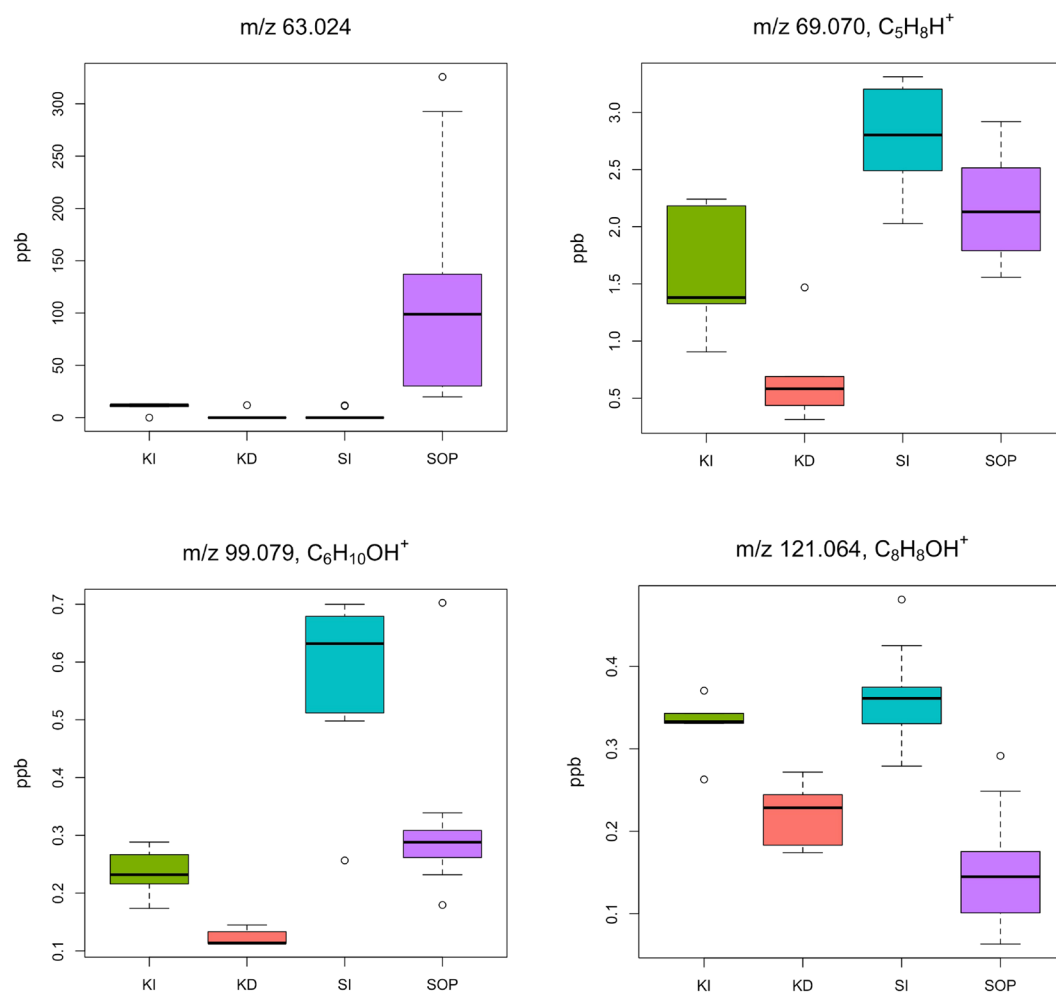 m/z 63.024
ppb
300
250
200
150
100
50
0
KI KD SI SOP
m/z 69.070, C₅H₈H⁺
ppb
3.0
2.5
2.0
1.5
1.0
0.5
KI KD SI SOP
m/z 99.079, C₆H₁₀OH⁺
ppb
0.7
0.6
0.5
0.4
0.3
0.2
0.1
KI KD SI SOP
m/z 121.064, C₈H₈OH⁺
ppb
0.4
0.3
0.2
0.1
KI KD SI SOP